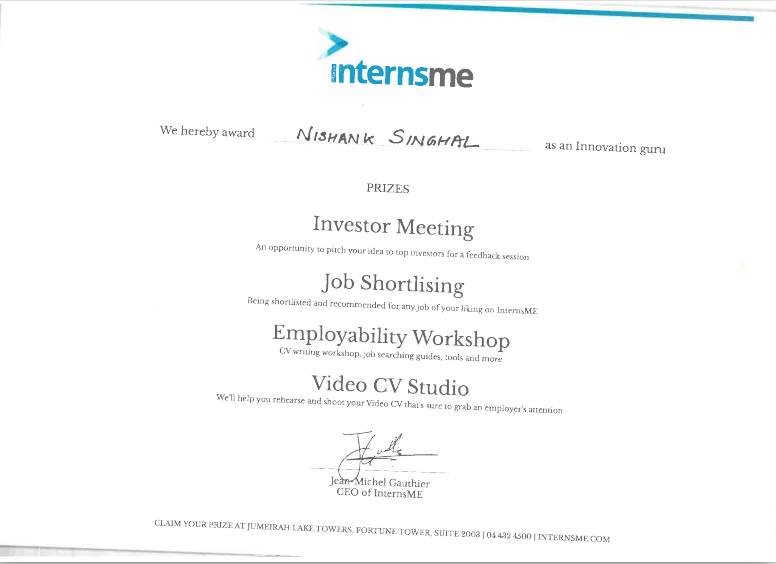 internsme
We hereby award NISHANK SINGHAL as an Innovation guru
PRIZES
Investor Meeting
An opportunity to pitch your idea to top investors for a feedback session
Job Shortlising
Being shortlisted and recommended for any job of your liking on InternsME
Employability Workshop
CV writing workshop, job searching guides, tools and more
Video CV Studio
We'll help you rehearse and shoot your Video CV that's sure to grab an employer's attention
Jean-Michel Gauthier
CEO of InternsME
CLAIM YOUR PRIZE AT JUMEIRAH LAKE TOWERS, FORTUNE TOWER, SUITE 2003 | 04 432 4500 | INTERNSME.COM